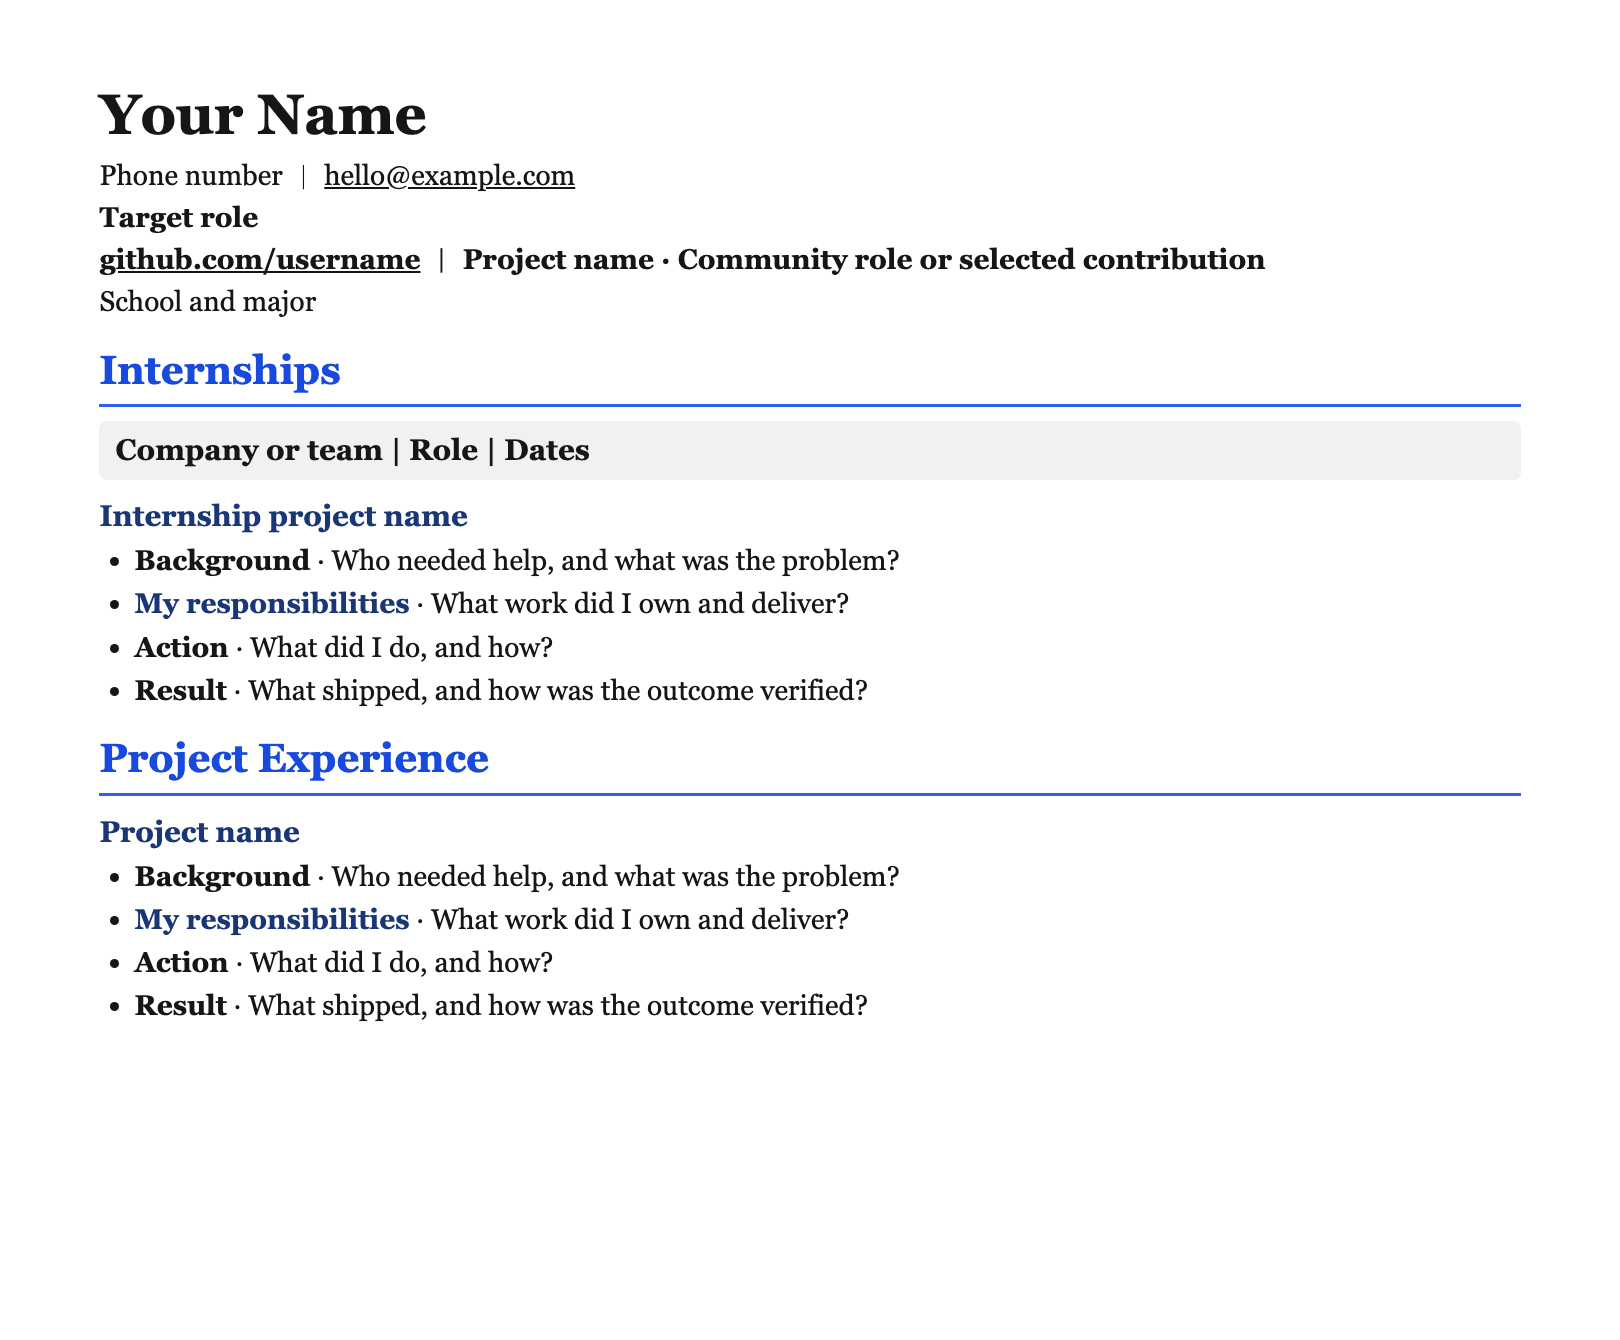 Your Name
Phone number | hello@example.com
Target role
github.com/username | Project name · Community role or selected contribution
School and major
Internships
Company or team | Role | Dates
Internship project name
• Background · Who needed help, and what was the problem?
• My responsibilities · What work did I own and deliver?
• Action · What did I do, and how?
• Result · What shipped, and how was the outcome verified?
Project Experience
Project name
• Background · Who needed help, and what was the problem?
• My responsibilities · What work did I own and deliver?
• Action · What did I do, and how?
• Result · What shipped, and how was the outcome verified?